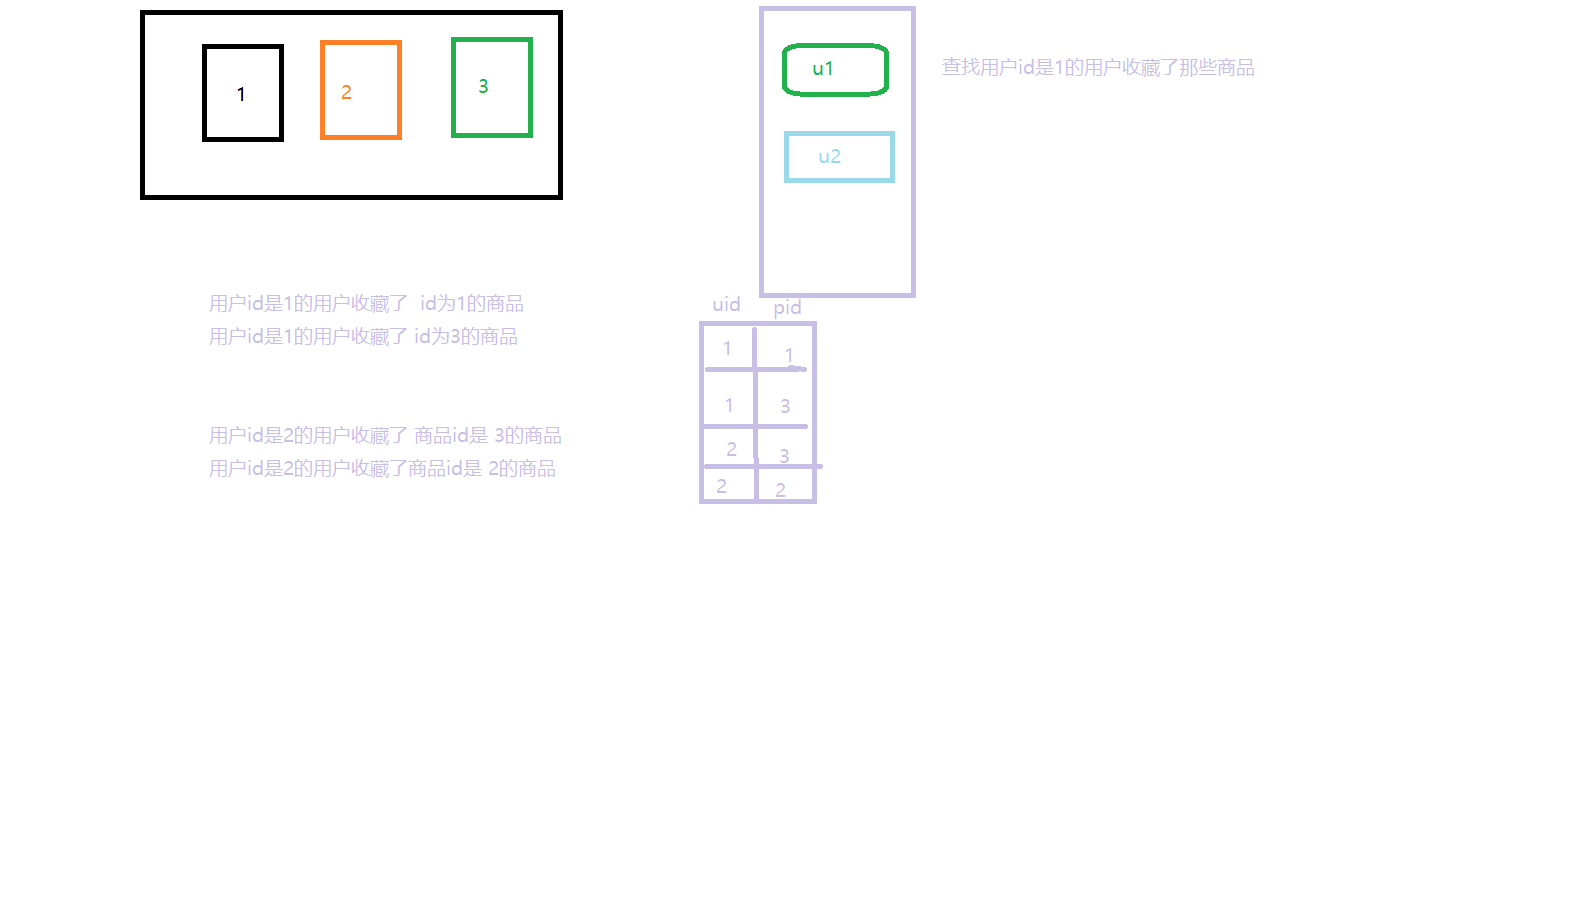 1
2
3
u1
u2
查找用户id是1的用户收藏了那些商品
用户id是1的用户收藏了 id为1的商品
用户id是1的用户收藏了 id为3的商品
用户id是2的用户收藏了 商品id是 3的商品
用户id是2的用户收藏了商品id是 2的商品
uid pid
1 1
1 3
2 3
2 2